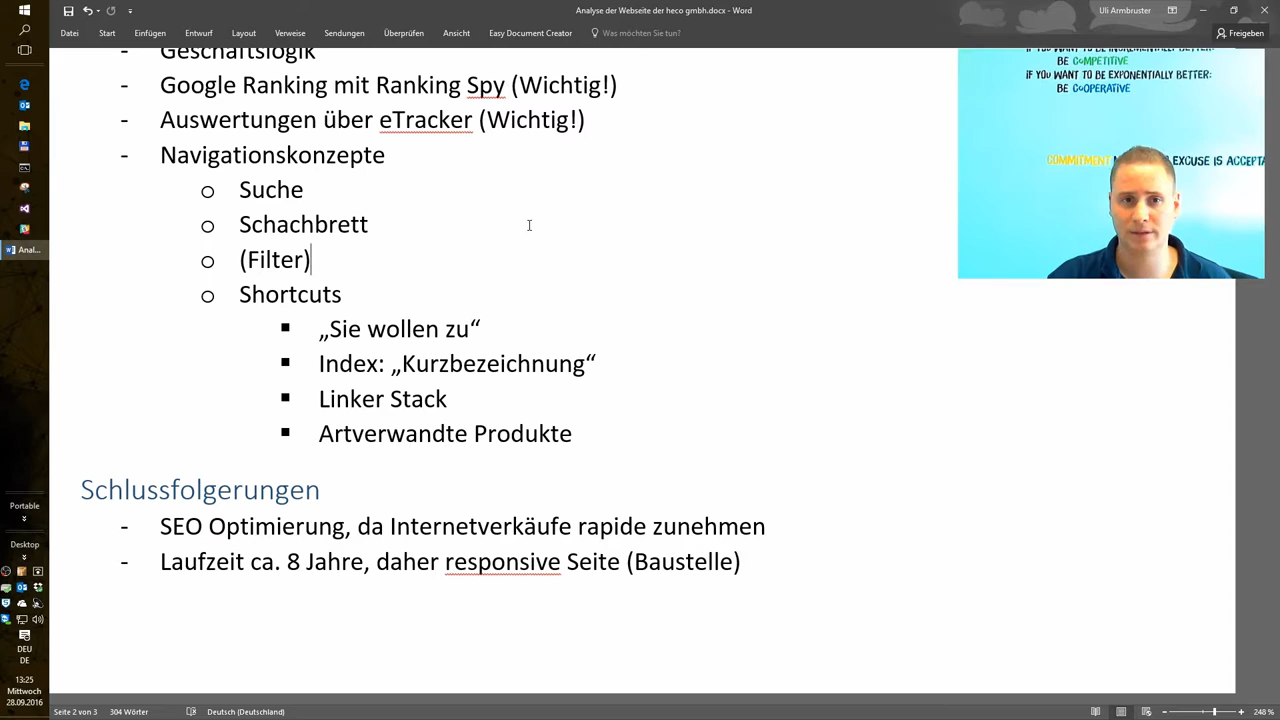 Analyse der Webseite der heco gmbh.docx - Word
Uli Armbruster
Datei Start Einfügen Entwurf Layout Verweise Sendungen Überprüfen Ansicht Easy Document Creator Was möchten Sie tun? Freigeben
- Geschäftslogik
- Google Ranking mit Ranking Spy (Wichtig!)
- Auswertungen über eTracker (Wichtig!)
- Navigationskonzepte
o Suche
o Schachbrett
o (Filter)
o Shortcuts
▪ „Sie wollen zu“
▪ Index: „Kurzbezeichnung“
▪ Linker Stack
▪ Artverwandte Produkte
Schlussfolgerungen
- SEO Optimierung, da Internetverkäufe rapide zunehmen
- Laufzeit ca. 8 Jahre, daher responsive Seite (Baustelle)
IF YOU WANT TO BE INCREMENTALLY BETTER:
BE COMPETITIVE
IF YOU WANT TO BE EXPONENTIALLY BETTER:
BE COOPERATIVE
COMMITMENT EXCUSE IS ACCEPTA
Anal...
Portable
Desktop
DEU
DE
13:25
Mittwoch
28.09.2016
Seite 2 von 3 304 Wörter Deutsch (Deutschland) 248 %